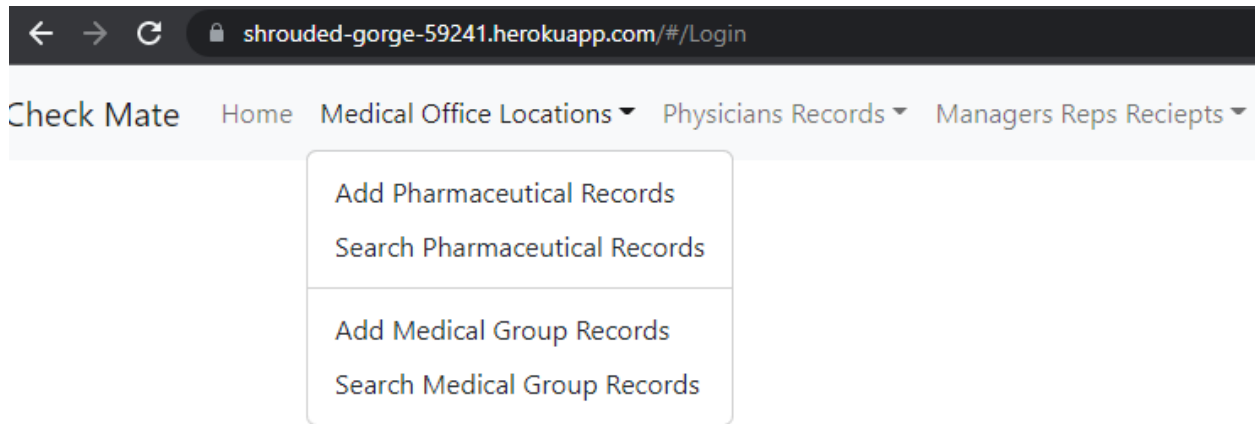 shrouded-gorge-59241.herokuapp.com/#/Login
Check Mate Home Medical Office Locations Physicians Records Managers Reps Reciepts
Add Pharmaceutical Records
Search Pharmaceutical Records
Add Medical Group Records
Search Medical Group Records